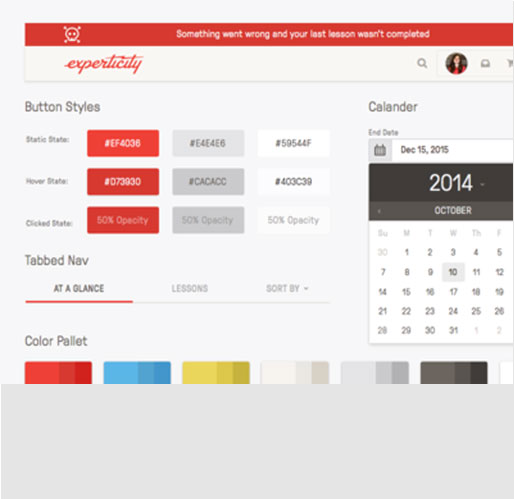 Something went wrong and your last lesson wasn't completed
experticity
Button Styles
Static State: #EF4036 #E4E4E6 #59544F
Hover State: #D73930 #CACACC #403C39
Clicked State: 50% Opacity 50% Opacity 50% Opacity
Tabbed Nav
AT A GLANCE LESSONS SORT BY
Color Pallet
Calander
End Date
Dec 15, 2015
2014
OCTOBER
Su M T W Th F
30 1 2 3 4 5
7 8 9 10 11 12
14 15 16 17 18 19
21 22 23 24 25 26
28 29 30 31 1 2